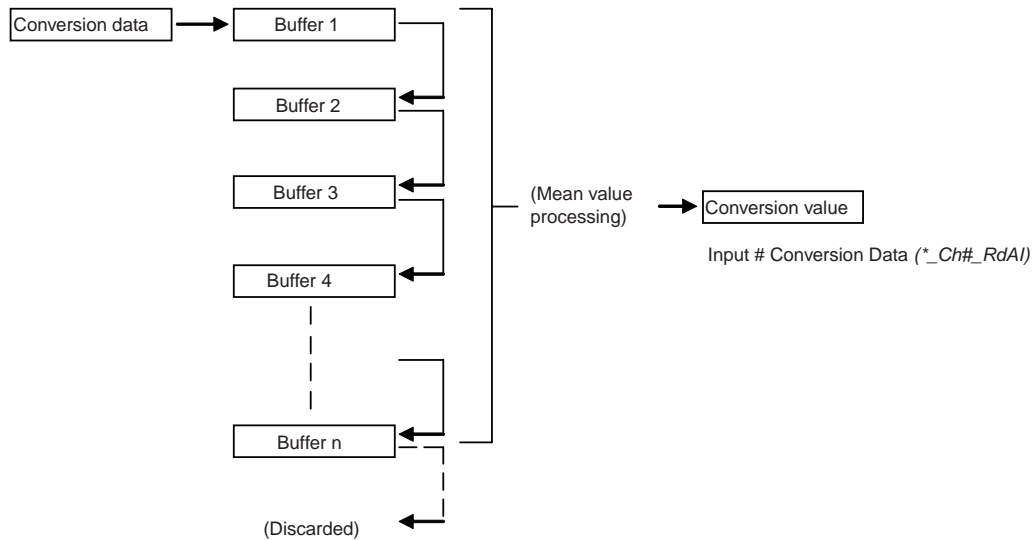 Conversion data
Buffer 1
Buffer 2
Buffer 3
Buffer 4
Buffer n
(Discarded)
(Mean value
processing)
Conversion value
Input # Conversion Data (*_Ch#_RdAI)